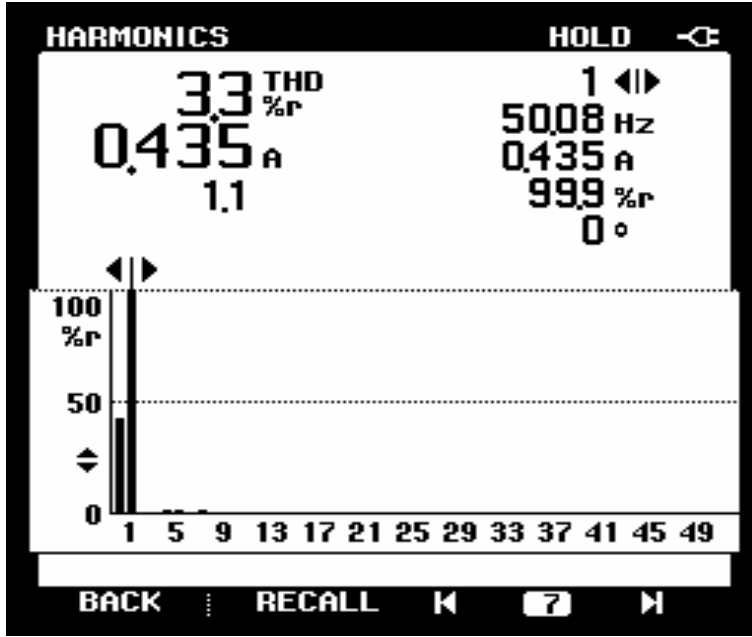 HARMONICS HOLD
3.3 THD %r
0.435 A
1.1
1
50.08 Hz
0.435 A
99.9 %r
0 °
100
%r
50
0
1 5 9 13 17 21 25 29 33 37 41 45 49
BACK RECALL 7